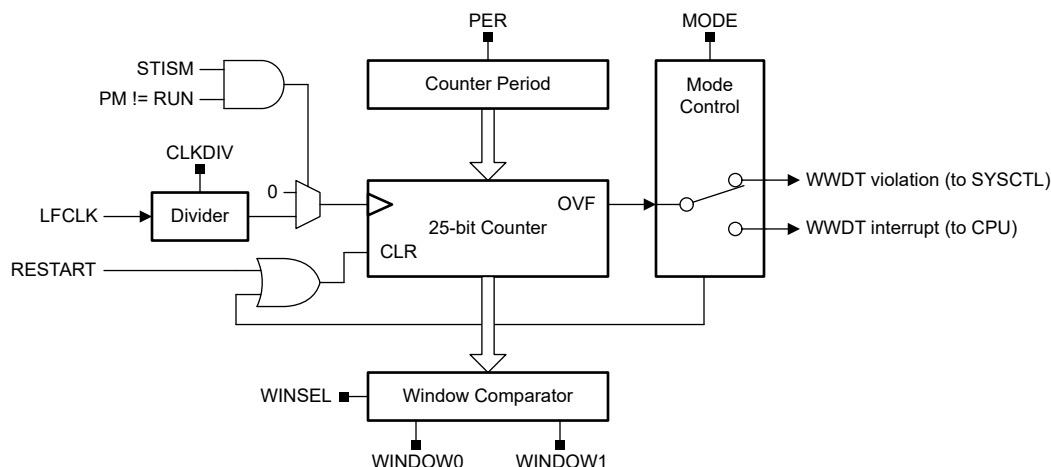 PER
MODE
STISM
PM != RUN
Counter Period
Mode
Control
CLKDIV
0
LFCLK
Divider
25-bit Counter
OVF
CLR
WWDT violation (to SYSCTL)
WWDT interrupt (to CPU)
RESTART
WINSEL
Window Comparator
WINDOW0
WINDOW1